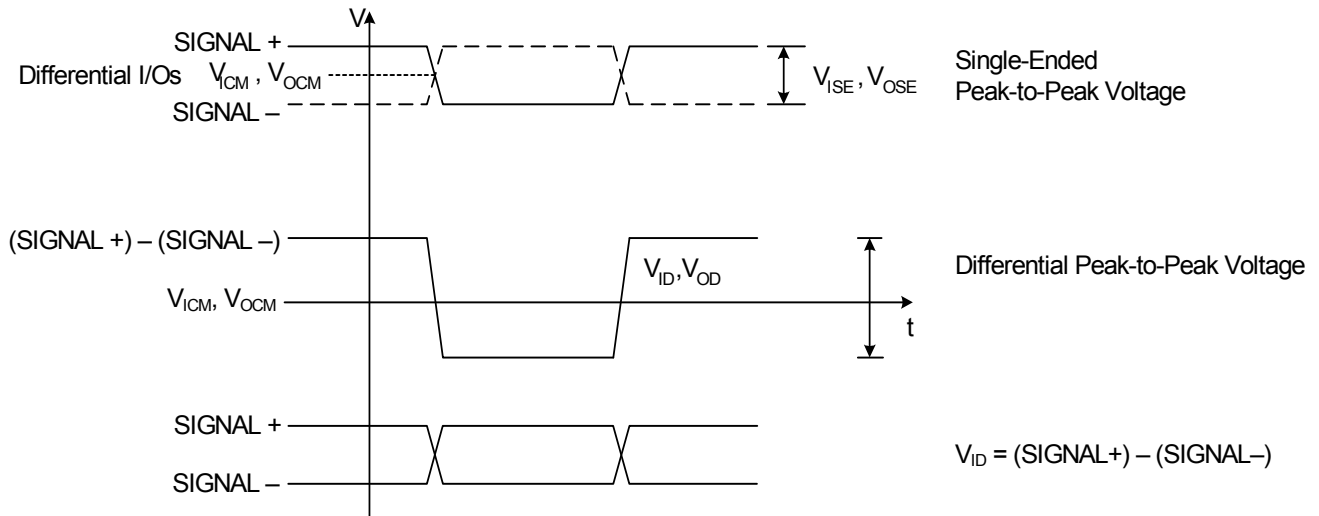 V
SIGNAL +
Differential I/Os V_ICM , V_OCM
SIGNAL –
V_ISE , V_OSE
Single-Ended
Peak-to-Peak Voltage
(SIGNAL +) – (SIGNAL –)
V_ID, V_OD
Differential Peak-to-Peak Voltage
V_ICM, V_OCM
t
SIGNAL +
SIGNAL –
V_ID = (SIGNAL+) – (SIGNAL–)